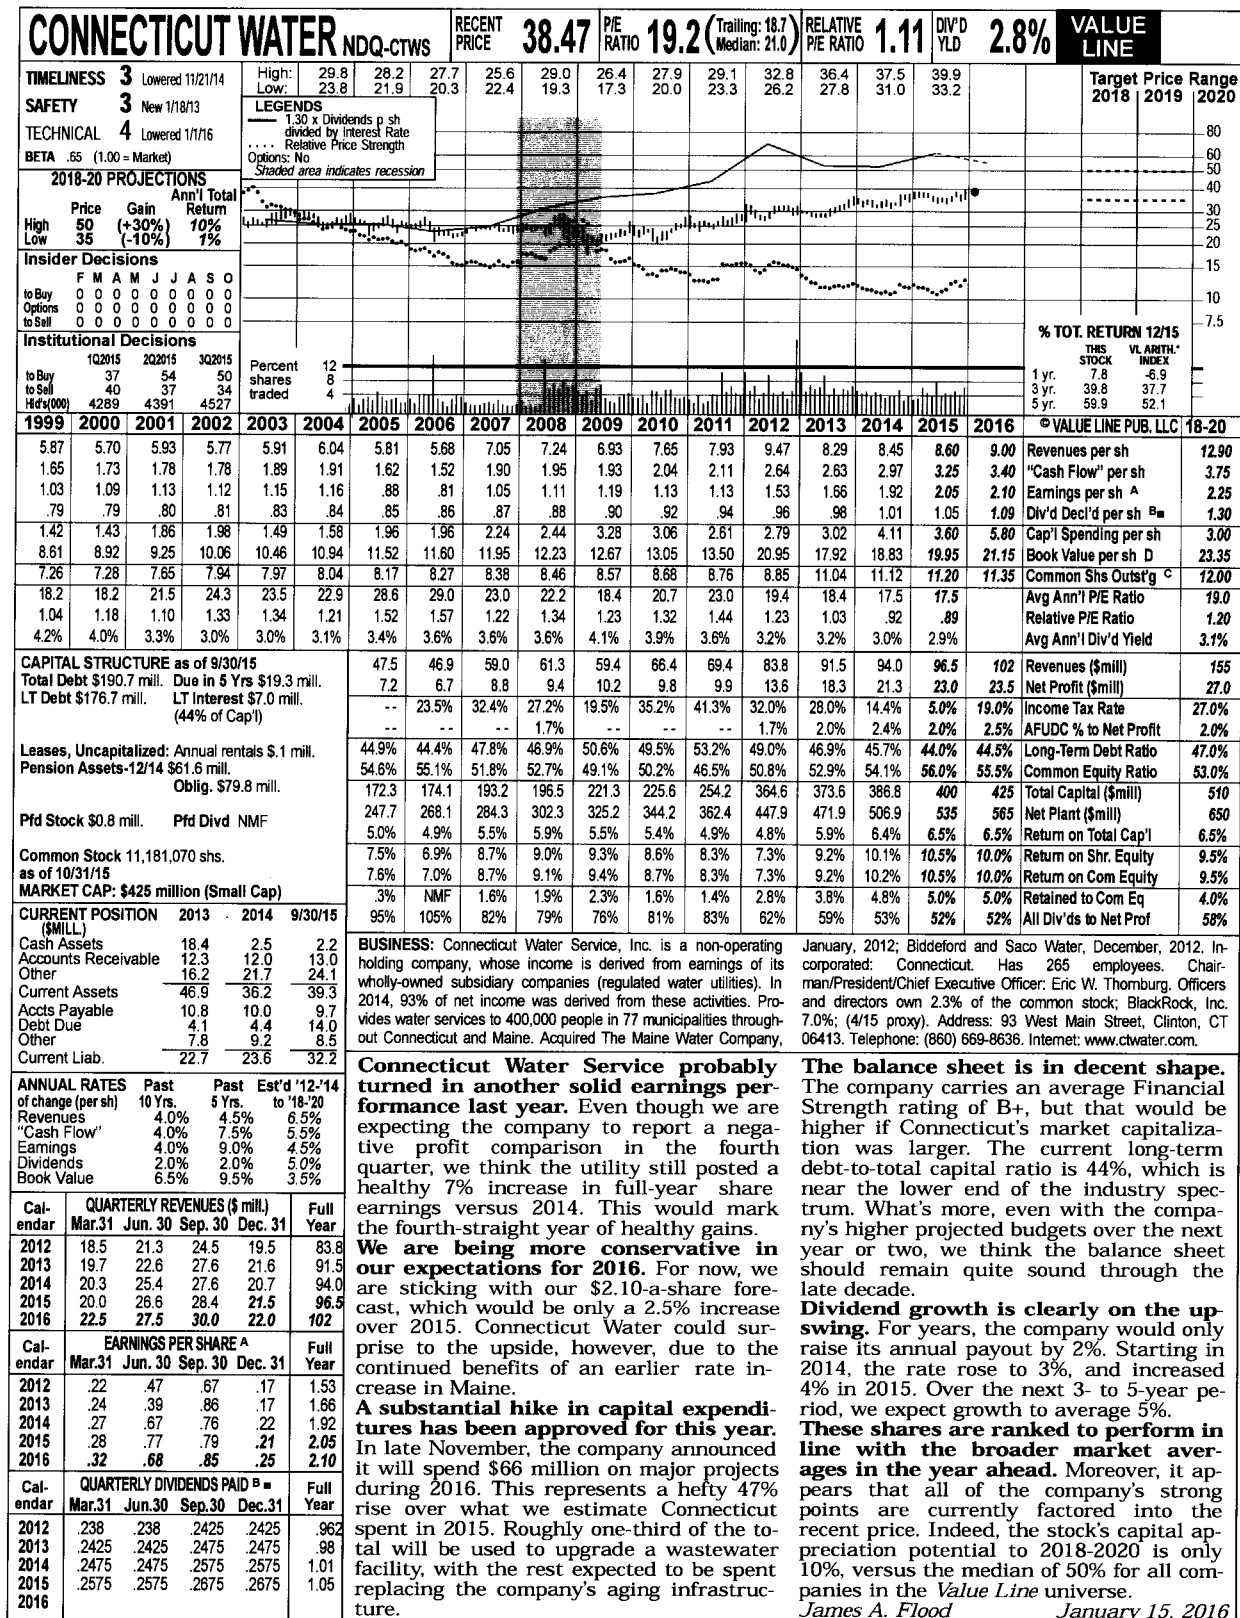 CONNECTICUT WATER NDQ-CTWS
RECENT PRICE 38.47
P/E RATIO 19.2 (Trailing: 18.7 Median: 21.0)
RELATIVE P/E RATIO 1.11
DIV'D YLD 2.8%
VALUE LINE
TIMELINESS 3 Lowered 11/21/14
SAFETY 3 New 1/18/13
TECHNICAL 4 Lowered 1/1/16
BETA .65 (1.00 = Market)
High: 29.8 28.2 27.7 25.6 29.0 26.4 27.9 29.1 32.8 36.4 37.5 39.9
Low: 23.8 21.9 20.3 22.4 19.3 17.3 20.0 23.3 26.2 27.8 31.0 33.2
Target Price Range
2018 2019 2020
LEGENDS
1.30 x Dividends p sh
divided by Interest Rate
Relative Price Strength
Options: No
Shaded area indicates recession
80
60
50
40
30
25
20
15
10
7.5
2018-20 PROJECTIONS
Price Gain Ann'l Total Return
High 50 (+30%) 10%
Low 35 (-10%) 1%
Insider Decisions
F M A M J J A S O
to Buy 0 0 0 0 0 0 0 0 0
Options 0 0 0 0 0 0 0 0 0
to Sell 0 0 0 0 0 0 0 0 0
Institutional Decisions
1Q2015 2Q2015 3Q2015
to Buy 37 54 50
to Sell 40 37 34
Hld's(000) 4289 4391 4527
Percent shares traded
12
8
4
% TOT. RETURN 12/15
THIS STOCK VL ARITH.* INDEX
1 yr. 7.8 -6.9
3 yr. 39.8 37.7
5 yr. 59.9 52.1
1999 2000 2001 2002 2003 2004 2005 2006 2007 2008 2009 2010 2011 2012 2013 2014 2015 2016 © VALUE LINE PUB. LLC 18-20
5.87 5.70 5.93 5.77 5.91 6.04 5.81 5.68 7.05 7.24 6.93 7.65 7.93 9.47 8.29 8.45 8.60 9.00 Revenues per sh 12.90
1.65 1.73 1.78 1.78 1.89 1.91 1.62 1.52 1.90 1.95 1.93 2.04 2.11 2.64 2.63 2.97 3.25 3.40 "Cash Flow" per sh 3.75
1.03 1.09 1.13 1.12 1.15 1.16 .88 .81 1.05 1.11 1.19 1.13 1.13 1.53 1.66 1.92 2.05 2.10 Earnings per sh A 2.25
.79 .79 .80 .81 .83 .84 .85 .86 .87 .88 .90 .92 .94 .96 .98 1.01 1.05 1.09 Div'd Decl'd per sh B■ 1.30
1.42 1.43 1.86 1.98 1.49 1.58 1.96 1.96 2.24 2.44 3.28 3.06 2.61 2.79 3.02 4.11 3.60 5.80 Cap'l Spending per sh 3.00
8.61 8.92 9.25 10.06 10.46 10.94 11.52 11.60 11.95 12.23 12.67 13.05 13.50 20.95 17.92 18.83 19.95 21.15 Book Value per sh D 23.35
7.26 7.28 7.65 7.94 7.97 8.04 8.17 8.27 8.38 8.46 8.57 8.68 8.76 8.85 11.04 11.12 11.20 11.35 Common Shs Outst'g C 12.00
18.2 18.2 21.5 24.3 23.5 22.9 28.6 29.0 23.0 22.2 18.4 20.7 23.0 19.4 18.4 17.5 17.5 Avg Ann'l P/E Ratio 19.0
1.04 1.18 1.10 1.33 1.34 1.21 1.52 1.57 1.22 1.34 1.23 1.32 1.44 1.23 1.03 .92 .89 Relative P/E Ratio 1.20
4.2% 4.0% 3.3% 3.0% 3.0% 3.1% 3.4% 3.6% 3.6% 3.6% 4.1% 3.9% 3.6% 3.2% 3.2% 3.0% 2.9% Avg Ann'l Div'd Yield 3.1%
CAPITAL STRUCTURE as of 9/30/15
Total Debt $190.7 mill. Due in 5 Yrs $19.3 mill.
LT Debt $176.7 mill. LT Interest $7.0 mill.
(44% of Cap'l)
Leases, Uncapitalized: Annual rentals $.1 mill.
Pension Assets-12/14 $61.6 mill.
Oblig. $79.8 mill.
Pfd Stock $0.8 mill. Pfd Divd NMF
Common Stock 11,181,070 shs.
as of 10/31/15
MARKET CAP: $425 million (Small Cap)
47.5 46.9 59.0 61.3 59.4 66.4 69.4 83.8 91.5 94.0 96.5 102 Revenues ($mill) 155
7.2 6.7 8.8 9.4 10.2 9.8 9.9 13.6 18.3 21.3 23.0 23.5 Net Profit ($mill) 27.0
-- 23.5% 32.4% 27.2% 19.5% 35.2% 41.3% 32.0% 28.0% 14.4% 5.0% 19.0% Income Tax Rate 27.0%
-- -- -- 1.7% -- -- -- 1.7% 2.0% 2.4% 2.0% 2.5% AFUDC % to Net Profit 2.0%
44.9% 44.4% 47.8% 46.9% 50.6% 49.5% 53.2% 49.0% 46.9% 45.7% 44.0% 44.5% Long-Term Debt Ratio 47.0%
54.6% 55.1% 51.8% 52.7% 49.1% 50.2% 46.5% 50.8% 52.9% 54.1% 56.0% 55.5% Common Equity Ratio 53.0%
172.3 174.1 193.2 196.5 221.3 225.6 254.2 364.6 373.6 386.8 400 425 Total Capital ($mill) 510
247.7 268.1 284.3 302.3 325.2 344.2 362.4 447.9 471.9 506.9 535 565 Net Plant ($mill) 650
5.0% 4.9% 5.5% 5.9% 5.5% 5.4% 4.9% 4.8% 5.9% 6.4% 6.5% 6.5% Return on Total Cap'l 6.5%
7.5% 6.9% 8.7% 9.0% 9.3% 8.6% 8.3% 7.3% 9.2% 10.1% 10.5% 10.0% Return on Shr. Equity 9.5%
7.6% 7.0% 8.7% 9.1% 9.4% 8.7% 8.3% 7.3% 9.2% 10.2% 10.5% 10.0% Return on Com Equity 9.5%
.3% NMF 1.6% 1.9% 2.3% 1.6% 1.4% 2.8% 3.8% 4.8% 5.0% 5.0% Retained to Com Eq 4.0%
95% 105% 82% 79% 76% 81% 83% 62% 59% 53% 52% 52% All Div'ds to Net Prof 58%
CURRENT POSITION 2013 2014 9/30/15
($MILL.)
Cash Assets 18.4 2.5 2.2
Accounts Receivable 12.3 12.0 13.0
Other 16.2 21.7 24.1
Current Assets 46.9 36.2 39.3
Accts Payable 10.8 10.0 9.7
Debt Due 4.1 4.4 14.0
Other 7.8 9.2 8.5
Current Liab. 22.7 23.6 32.2
ANNUAL RATES Past Past Est'd '12-'14
of change (per sh) 10 Yrs. 5 Yrs. to '18-'20
Revenues 4.0% 4.5% 6.5%
"Cash Flow" 4.0% 7.5% 5.5%
Earnings 4.0% 9.0% 4.5%
Dividends 2.0% 2.0% 5.0%
Book Value 6.5% 9.5% 3.5%
Calendar QUARTERLY REVENUES ($ mill.) Full Year
Mar.31 Jun. 30 Sep. 30 Dec. 31
2012 18.5 21.3 24.5 19.5 83.8
2013 19.7 22.6 27.6 21.6 91.5
2014 20.3 25.4 27.6 20.7 94.0
2015 20.0 26.6 28.4 21.5 96.5
2016 22.5 27.5 30.0 22.0 102
Cal-endar EARNINGS PER SHARE A Full Year
Mar.31 Jun. 30 Sep. 30 Dec. 31
2012 .22 .47 .67 .17 1.53
2013 .24 .39 .86 .17 1.66
2014 .27 .67 .76 .22 1.92
2015 .28 .77 .79 .21 2.05
2016 .32 .68 .85 .25 2.10
Cal-endar QUARTERLY DIVIDENDS PAID B■ Full Year
Mar.31 Jun.30 Sep.30 Dec.31
2012 .238 .238 .2425 .2425 .962
2013 .2425 .2425 .2475 .2475 .98
2014 .2475 .2475 .2575 .2575 1.01
2015 .2575 .2575 .2675 .2675 1.05
2016
BUSINESS: Connecticut Water Service, Inc. is a non-operating
holding company, whose income is derived from earnings of its
wholly-owned subsidiary companies (regulated water utilities). In
2014, 93% of net income was derived from these activities. Pro-
vides water services to 400,000 people in 77 municipalities through-
out Connecticut and Maine. Acquired The Maine Water Company,
January, 2012; Biddeford and Saco Water, December, 2012. In-
corporated: Connecticut. Has 265 employees. Chair-
man/President/Chief Executive Officer: Eric W. Thornburg. Officers
and directors own 2.3% of the common stock; BlackRock, Inc.
7.0%; (4/15 proxy). Address: 93 West Main Street, Clinton, CT
06413. Telephone: (860) 669-8636. Internet: www.ctwater.com.
Connecticut Water Service probably
turned in another solid earnings per-
formance last year. Even though we are
expecting the company to report a nega-
tive profit comparison in the fourth
quarter, we think the utility still posted a
healthy 7% increase in full-year share
earnings versus 2014. This would mark
the fourth-straight year of healthy gains.
We are being more conservative in
our expectations for 2016. For now, we
are sticking with our $2.10-a-share fore-
cast, which would be only a 2.5% increase
over 2015. Connecticut Water could sur-
prise to the upside, however, due to the
continued benefits of an earlier rate in-
crease in Maine.
A substantial hike in capital expendi-
tures has been approved for this year.
In late November, the company announced
it will spend $66 million on major projects
during 2016. This represents a hefty 47%
rise over what we estimate Connecticut
spent in 2015. Roughly one-third of the to-
tal will be used to upgrade a wastewater
facility, with the rest expected to be spent
replacing the company's aging infrastruc-
ture.
The balance sheet is in decent shape.
The company carries an average Financial
Strength rating of B+, but that would be
higher if Connecticut's market capitaliza-
tion was larger. The current long-term
debt-to-total capital ratio is 44%, which is
near the lower end of the industry spec-
trum. What's more, even with the compa-
ny's higher projected budgets over the next
year or two, we think the balance sheet
should remain quite sound through the
late decade.
Dividend growth is clearly on the up-
swing. For years, the company would only
raise its annual payout by 2%. Starting in
2014, the rate rose to 3%, and increased
4% in 2015. Over the next 3- to 5-year pe-
riod, we expect growth to average 5%.
These shares are ranked to perform in
line with the broader market aver-
ages in the year ahead. Moreover, it ap-
pears that all of the company's strong
points are currently factored into the
recent price. Indeed, the stock's capital ap-
preciation potential to 2018-2020 is only
10%, versus the median of 50% for all com-
panies in the Value Line universe.
James A. Flood January 15, 2016